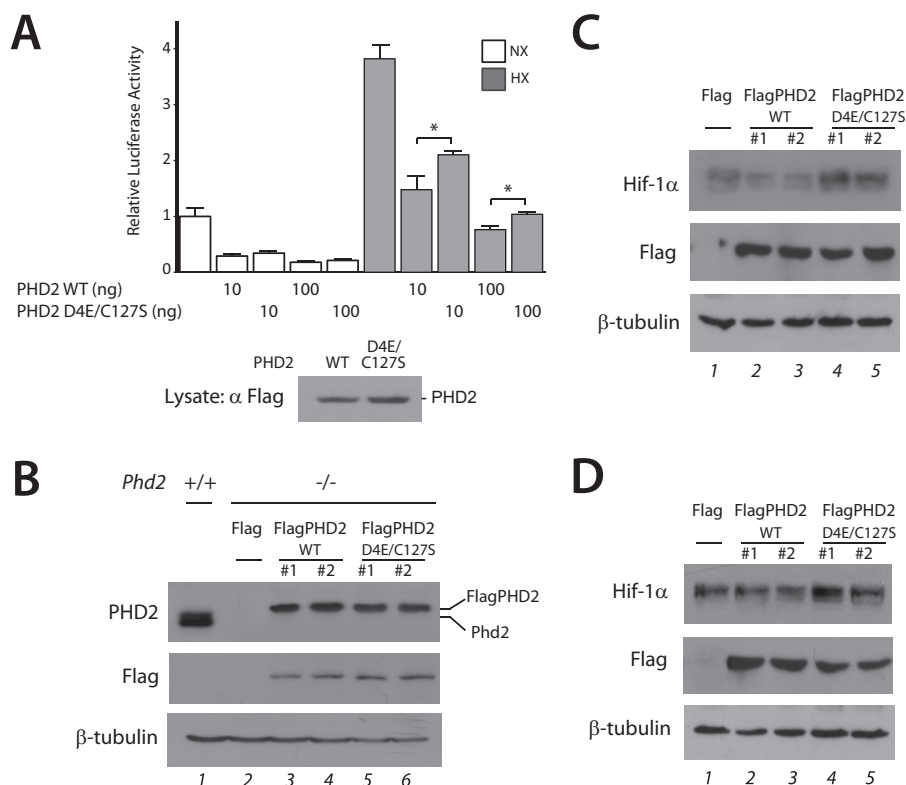 A
Relative Luciferase Activity
4
3
2
1
0
NX
HX
*
*
PHD2 WT (ng) 10 100 10 100
PHD2 D4E/C127S (ng) 10 100 10 100
PHD2 WT D4E/
C127S
Lysate: α Flag - PHD2
B
Phd2 +/+ -/-
Flag FlagPHD2 FlagPHD2
WT D4E/C127S
#1 #2 #1 #2
PHD2
FlagPHD2
Phd2
Flag
β-tubulin
1 2 3 4 5 6
C
Flag FlagPHD2 FlagPHD2
WT D4E/C127S
#1 #2 #1 #2
Hif-1α
Flag
β-tubulin
1 2 3 4 5
D
Flag FlagPHD2 FlagPHD2
WT D4E/C127S
#1 #2 #1 #2
Hif-1α
Flag
β-tubulin
1 2 3 4 5